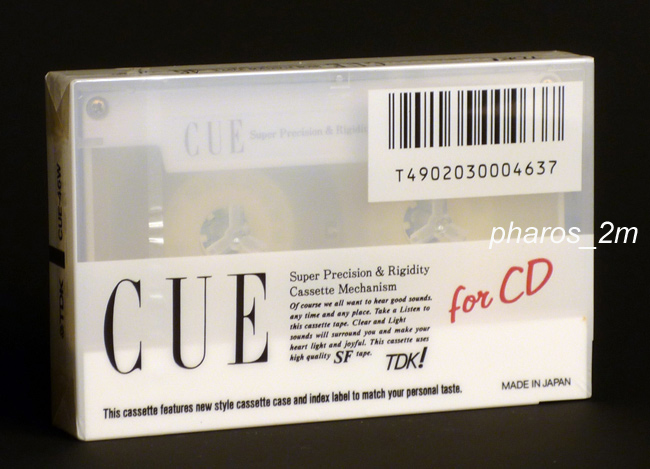 CUE Super Precision & Rigidity
T4902030004637
pharos_2m
CUE-46W
TDK
CUE
Super Precision & Rigidity
Cassette Mechanism
Of course we all want to hear good sounds,
any time and any place. Take a Listen to
this cassette tape. Clear and Light
sounds will surround you and make your
heart light and joyful. This cassette uses
high quality SF tape.
TDK!
for CD
MADE IN JAPAN
This cassette features new style cassette case and index label to match your personal taste.